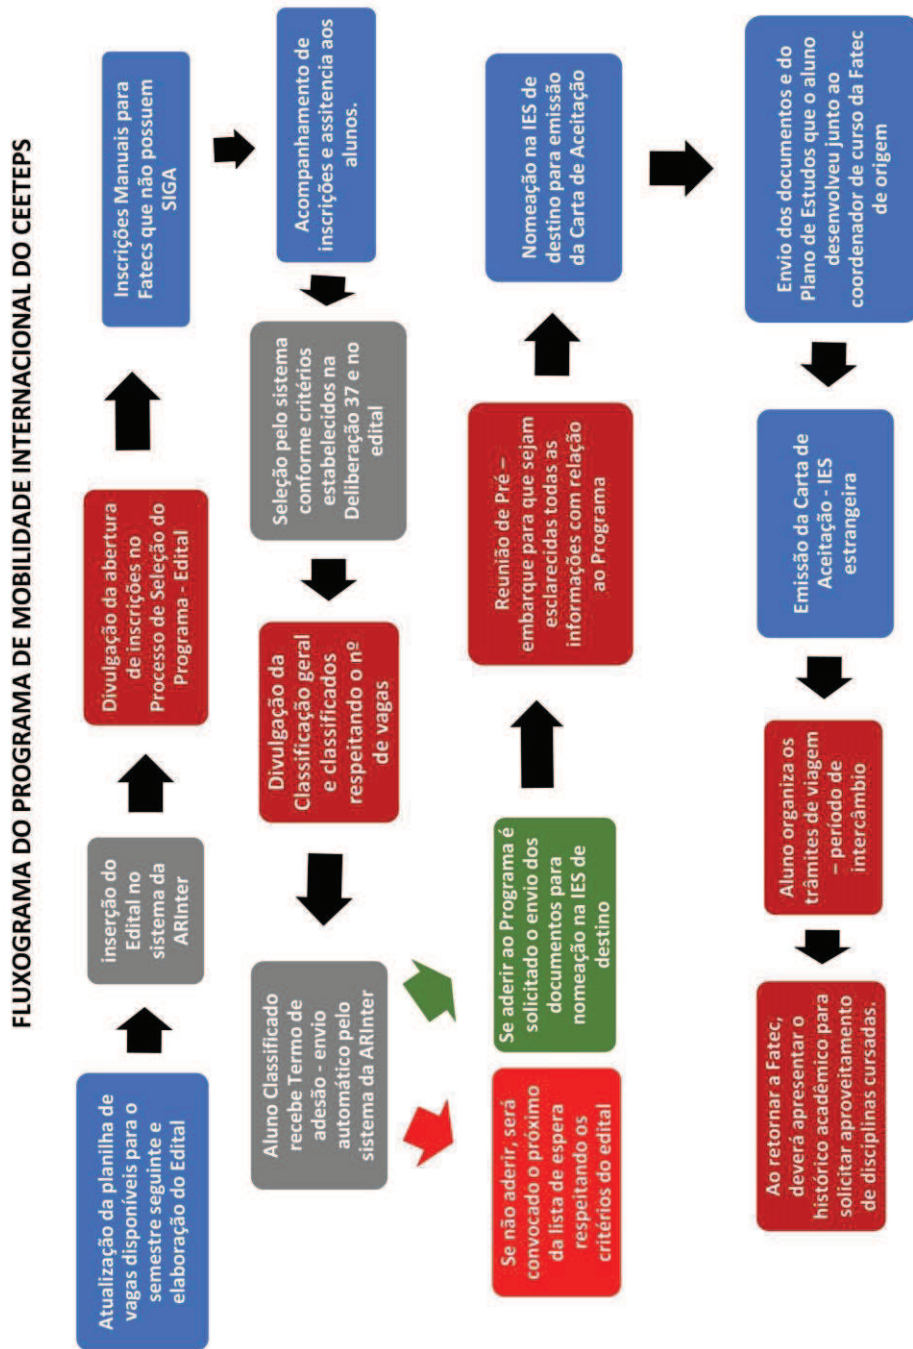 FLUXOGRAMA DO PROGRAMA DE MOBILIDADE INTERNACIONAL DO CEETEPS
Atualização da planilha de
vagas disponíveis para o
semestre seguinte e
elaboração do Edital
inserção do
Edital no
sistema da
ARInter
Divulgação da abertura
de inscrições no
Processo de Seleção do
Programa - Edital
Inscrições Manuais para
Fatecs que não possuem
SIGA
Acompanhamento de
inscrições e assitencia aos
alunos.
Seleção pelo sistema
conforme critérios
estabelecidos na
Deliberação 37 e no
edital
Divulgação da
Classificação geral
e classificados
respeitando o nº
de vagas
Aluno Classificado
recebe Termo de
adesão - envio
automático pelo
sistema da ARInter
Se não aderir, será
convocado o próximo
da lista de espera
respeitando os
critérios do edital
Se aderir ao Programa é
solicitado o envio dos
documentos para
nomeação na IES de
destino
Reunião de Pré –
embarque para que sejam
esclarecidas todas as
informações com relação
ao Programa
Nomeação na IES de
destino para emissão
da Carta de Aceitação
Envio dos documentos e do
Plano de Estudos que o aluno
desenvolveu junto ao
coordenador de curso da Fatec
de origem
Emissão da Carta de
Aceitação - IES
estrangeira
Aluno organiza os
trâmites de viagem
– período de
intercâmbio
Ao retornar a Fatec,
deverá apresentar o
histórico acadêmico para
solicitar aproveitamento
de disciplinas cursadas.